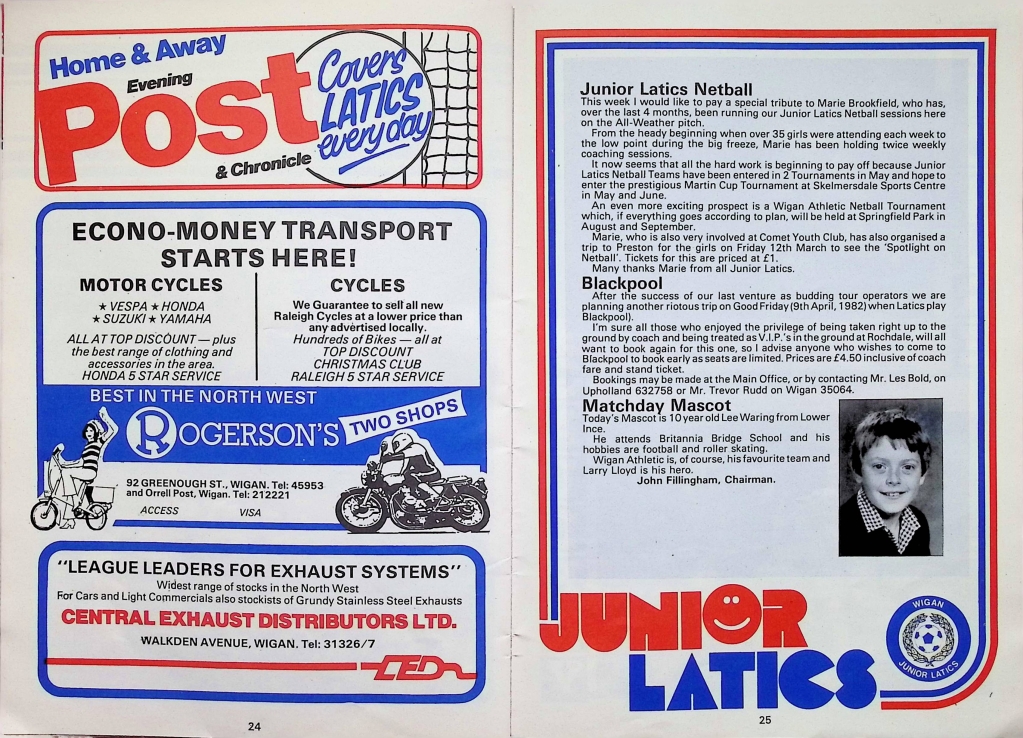 Home & Away
Evening
Post
& Chronicle
Covers
LATICS
every day
ECONO-MONEY TRANSPORT
STARTS HERE!
MOTOR CYCLES
★ VESPA ★ HONDA
★ SUZUKI ★ YAMAHA
ALL AT TOP DISCOUNT — plus
the best range of clothing and
accessories in the area.
HONDA 5 STAR SERVICE
CYCLES
We Guarantee to sell all new
Raleigh Cycles at a lower price than
any advertised locally.
Hundreds of Bikes — all at
TOP DISCOUNT
CHRISTMAS CLUB
RALEIGH 5 STAR SERVICE
BEST IN THE NORTH WEST
ROGERSON'S
TWO SHOPS
92 GREENOUGH ST., WIGAN. Tel: 45953
and Orrell Post, Wigan. Tel: 212221
ACCESS VISA
"LEAGUE LEADERS FOR EXHAUST SYSTEMS"
Widest range of stocks in the North West
For Cars and Light Commercials also stockists of Grundy Stainless Steel Exhausts
CENTRAL EXHAUST DISTRIBUTORS LTD.
WALKDEN AVENUE, WIGAN. Tel: 31326/7
CED
24
Junior Latics Netball
This week I would like to pay a special tribute to Marie Brookfield, who has,
over the last 4 months, been running our Junior Latics Netball sessions here
on the All-Weather pitch.
From the heady beginning when over 35 girls were attending each week to
the low point during the big freeze, Marie has been holding twice weekly
coaching sessions.
It now seems that all the hard work is beginning to pay off because Junior
Latics Netball Teams have been entered in 2 Tournaments in May and hope to
enter the prestigious Martin Cup Tournament at Skelmersdale Sports Centre
in May and June.
An even more exciting prospect is a Wigan Athletic Netball Tournament
which, if everything goes according to plan, will be held at Springfield Park in
August and September.
Marie, who is also very involved at Comet Youth Club, has also organised a
trip to Preston for the girls on Friday 12th March to see the 'Spotlight on
Netball'. Tickets for this are priced at £1.
Many thanks Marie from all Junior Latics.
Blackpool
After the success of our last venture as budding tour operators we are
planning another riotous trip on Good Friday (9th April, 1982) when Latics play
Blackpool).
I'm sure all those who enjoyed the privilege of being taken right up to the
ground by coach and being treated as V.I.P.'s in the ground at Rochdale, will all
want to book again for this one, so I advise anyone who wishes to come to
Blackpool to book early as seats are limited. Prices are £4.50 inclusive of coach
fare and stand ticket.
Bookings may be made at the Main Office, or by contacting Mr. Les Bold, on
Upholland 632758 or Mr. Trevor Rudd on Wigan 35064.
Matchday Mascot
Today's Mascot is 10 year old Lee Waring from Lower
Ince.
He attends Britannia Bridge School and his
hobbies are football and roller skating.
Wigan Athletic is, of course, his favourite team and
Larry Lloyd is his hero.
John Fillingham, Chairman.
JUNIOR
LATICS
WIGAN
JUNIOR LATICS
25